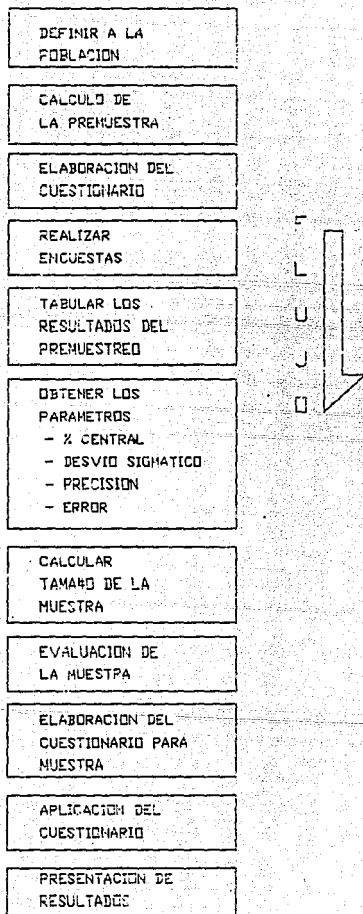 DEFINIR A LA
POBLACION
CALCULO DE
LA PREMUESTRA
ELABORACION DEL
CUESTIONARIO
REALIZAR
ENCUESTAS
TABULAR LOS
RESULTADOS DEL
PREMUESTREO
OBTENER LOS
PARAMETROS
- % CENTRAL
- DESVIO SIGMATICO
- PRECISION
- ERROR
CALCULAR
TAMAÑO DE LA
MUESTRA
EVALUACION DE
LA MUESTRA
ELABORACION DEL
CUESTIONARIO PARA
MUESTRA
APLICACION DEL
CUESTIONARIO
PRESENTACION DE
RESULTADOS
F
L
U
J
O